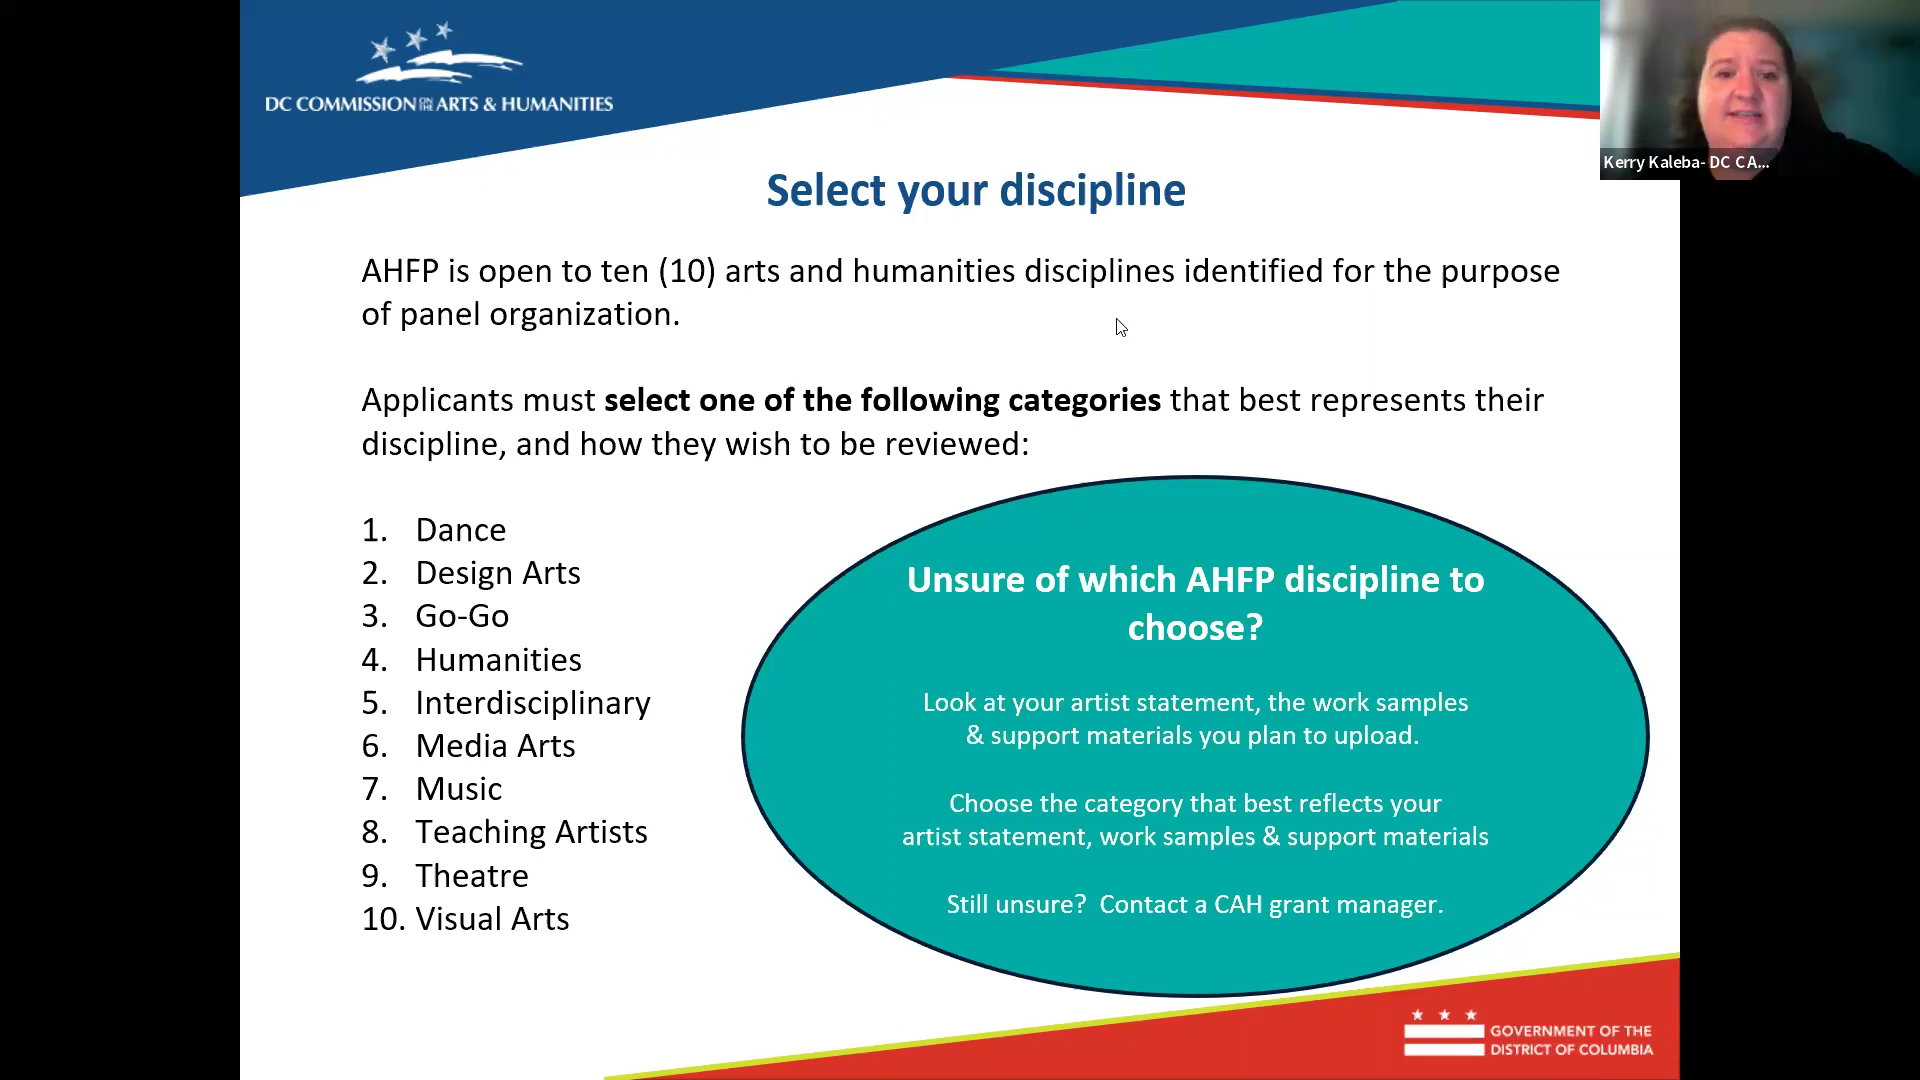 DC COMMISSION ON THE ARTS & HUMANITIES
Kerry Kaleba- DC CA...
Select your discipline
AHFP is open to ten (10) arts and humanities disciplines identified for the purpose
of panel organization.
Applicants must select one of the following categories that best represents their
discipline, and how they wish to be reviewed:
1. Dance
2. Design Arts
3. Go-Go
4. Humanities
5. Interdisciplinary
6. Media Arts
7. Music
8. Teaching Artists
9. Theatre
10. Visual Arts
Unsure of which AHFP discipline to
choose?
Look at your artist statement, the work samples
& support materials you plan to upload.
Choose the category that best reflects your
artist statement, work samples & support materials
Still unsure?  Contact a CAH grant manager.
GOVERNMENT OF THE
DISTRICT OF COLUMBIA